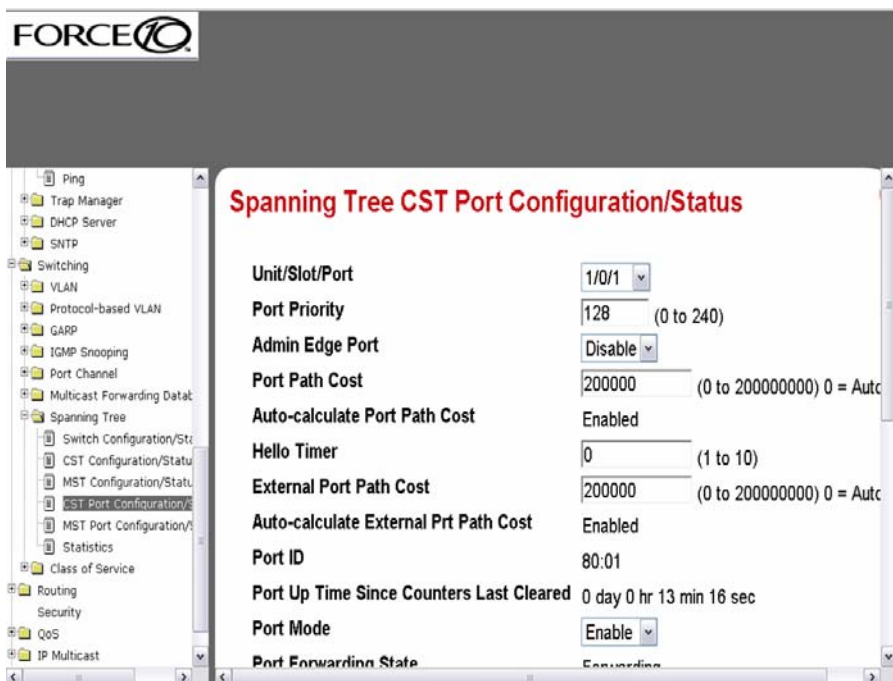 FORCE10
Ping
Trap Manager
DHCP Server
SNTP
Switching
VLAN
Protocol-based VLAN
GARP
IGMP Snooping
Port Channel
Multicast Forwarding Datab
Spanning Tree
Switch Configuration/Sta
CST Configuration/Statu
MST Configuration/Statu
CST Port Configuration/S
MST Port Configuration/S
Statistics
Class of Service
Routing
Security
QoS
IP Multicast
Spanning Tree CST Port Configuration/Status
Unit/Slot/Port 1/0/1
Port Priority 128 (0 to 240)
Admin Edge Port Disable
Port Path Cost 200000 (0 to 200000000) 0 = Auto
Auto-calculate Port Path Cost Enabled
Hello Timer 0 (1 to 10)
External Port Path Cost 200000 (0 to 200000000) 0 = Auto
Auto-calculate External Prt Path Cost Enabled
Port ID 80:01
Port Up Time Since Counters Last Cleared 0 day 0 hr 13 min 16 sec
Port Mode Enable
Port Forwarding State Forwarding